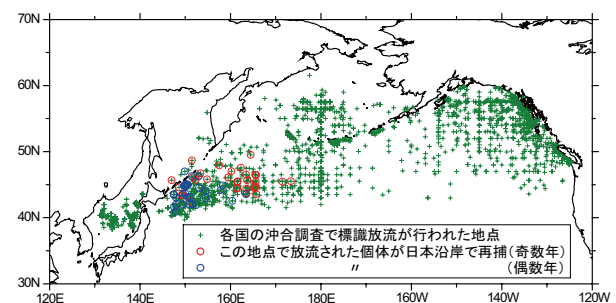 70N
60N
50N
40N
30N
120E 140E 160E 180 160W 140W 120W
各国の沖合調査で標識放流が行われた地点
この地点で放流された個体が日本沿岸で再捕(奇数年)
〃 (偶数年)